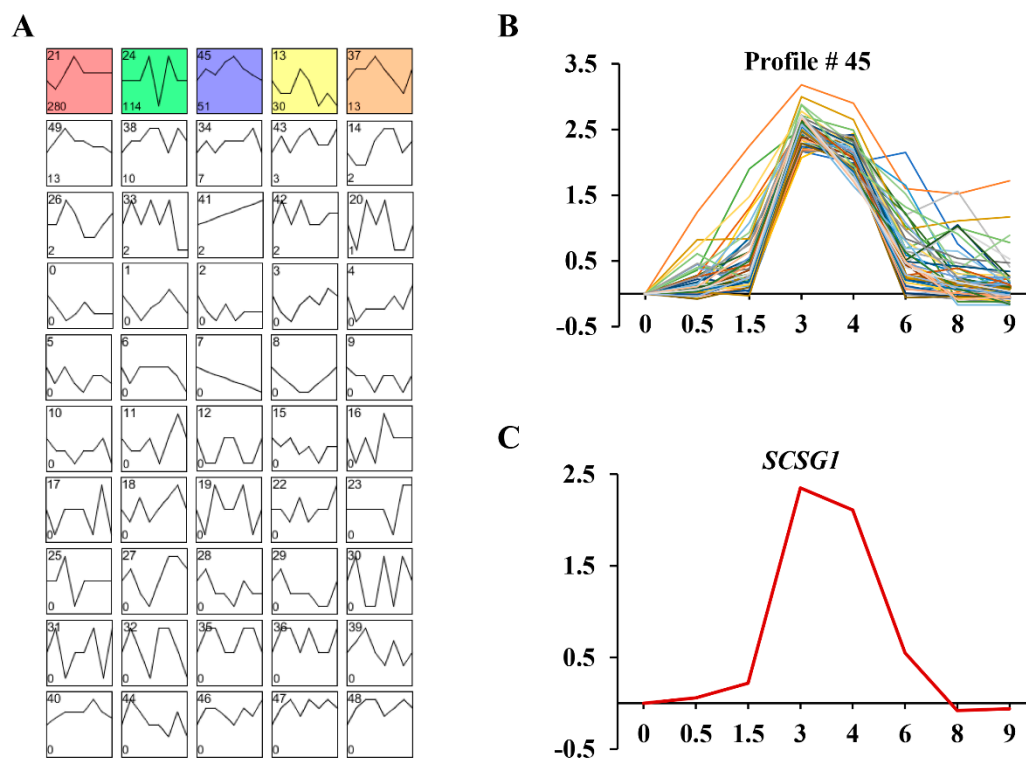 A
21 24 45 13 37
280 114 51 30 13
49 38 34 43 14
13 10 7 3 2
26 33 41 42 20
2 2 2 2 1
0 1 2 3 4
0 0 0 0 0
5 6 7 8 9
0 0 0 0 0
10 11 12 15 16
0 0 0 0 0
17 18 19 22 23
0 0 0 0 0
25 27 28 29 30
0 0 0 0 0
31 32 35 36 39
0 0 0 0 0
40 44 46 47 48
0 0 0 0 0
B
Profile # 45
3.5
2.5
1.5
0.5
-0.5
0 0.5 1.5 3 4 6 8 9
C
SCSG1
2.5
1.5
0.5
-0.5
0 0.5 1.5 3 4 6 8 9